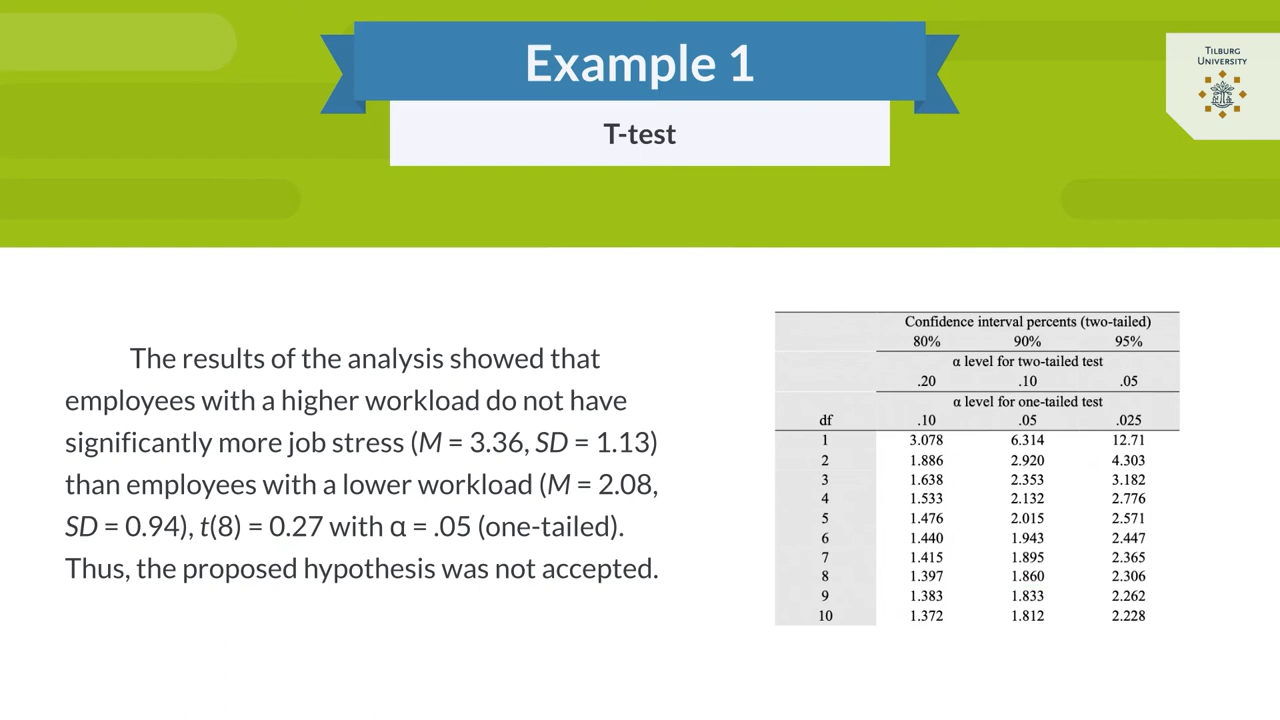 Example 1
TILBURG
UNIVERSITY
T-test
The results of the analysis showed that
employees with a higher workload do not have
significantly more job stress (M = 3.36, SD = 1.13)
than employees with a lower workload (M = 2.08,
SD = 0.94), t(8) = 0.27 with α = .05 (one-tailed).
Thus, the proposed hypothesis was not accepted.
Confidence interval percents (two-tailed)
80% 90% 95%
α level for two-tailed test
.20 .10 .05
α level for one-tailed test
df .10 .05 .025
1 3.078 6.314 12.71
2 1.886 2.920 4.303
3 1.638 2.353 3.182
4 1.533 2.132 2.776
5 1.476 2.015 2.571
6 1.440 1.943 2.447
7 1.415 1.895 2.365
8 1.397 1.860 2.306
9 1.383 1.833 2.262
10 1.372 1.812 2.228